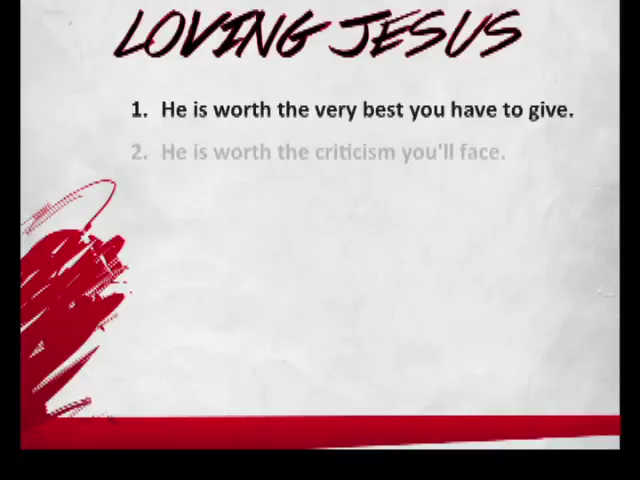 LOVING JESUS
1. He is worth the very best you have to give.
2. He is worth the criticism you'll face.